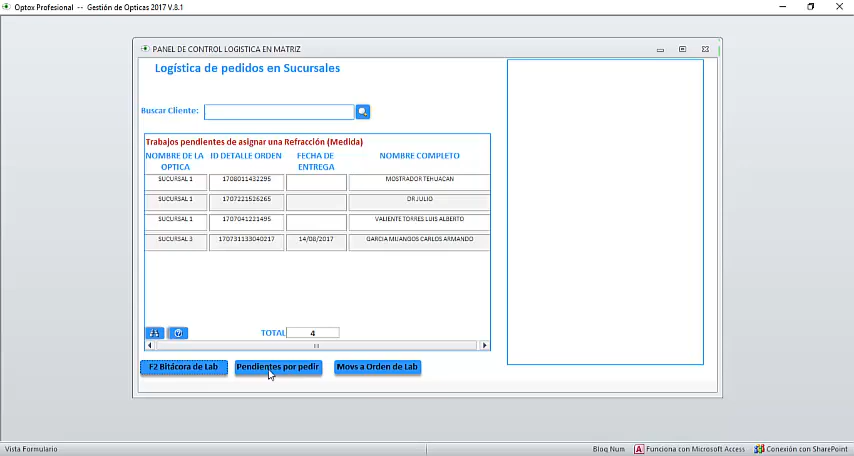 Optox Profesional -- Gestión de Opticas 2017 V.8.1
PANEL DE CONTROL LOGISTICA EN MATRIZ
Logística de pedidos en Sucursales
Buscar Cliente:
Trabajos pendientes de asignar una Refracción (Medida)
NOMBRE DE LA OPTICA ID DETALLE ORDEN FECHA DE ENTREGA NOMBRE COMPLETO
SUCURSAL 1 1708011432295 MOSTRADOR TEHUACAN
SUCURSAL 1 1707221526265 DR JULIO
SUCURSAL 1 1707041221495 VALIENTE TORRES LUIS ALBERTO
SUCURSAL 3 170731133040217 14/08/2017 GARCIA MIJANGOS CARLOS ARMANDO
TOTAL 4
F2 Bitácora de Lab Pendientes por pedir Movs a Orden de Lab
Vista Formulario Bloq Num Funciona con Microsoft Access Conexión con SharePoint